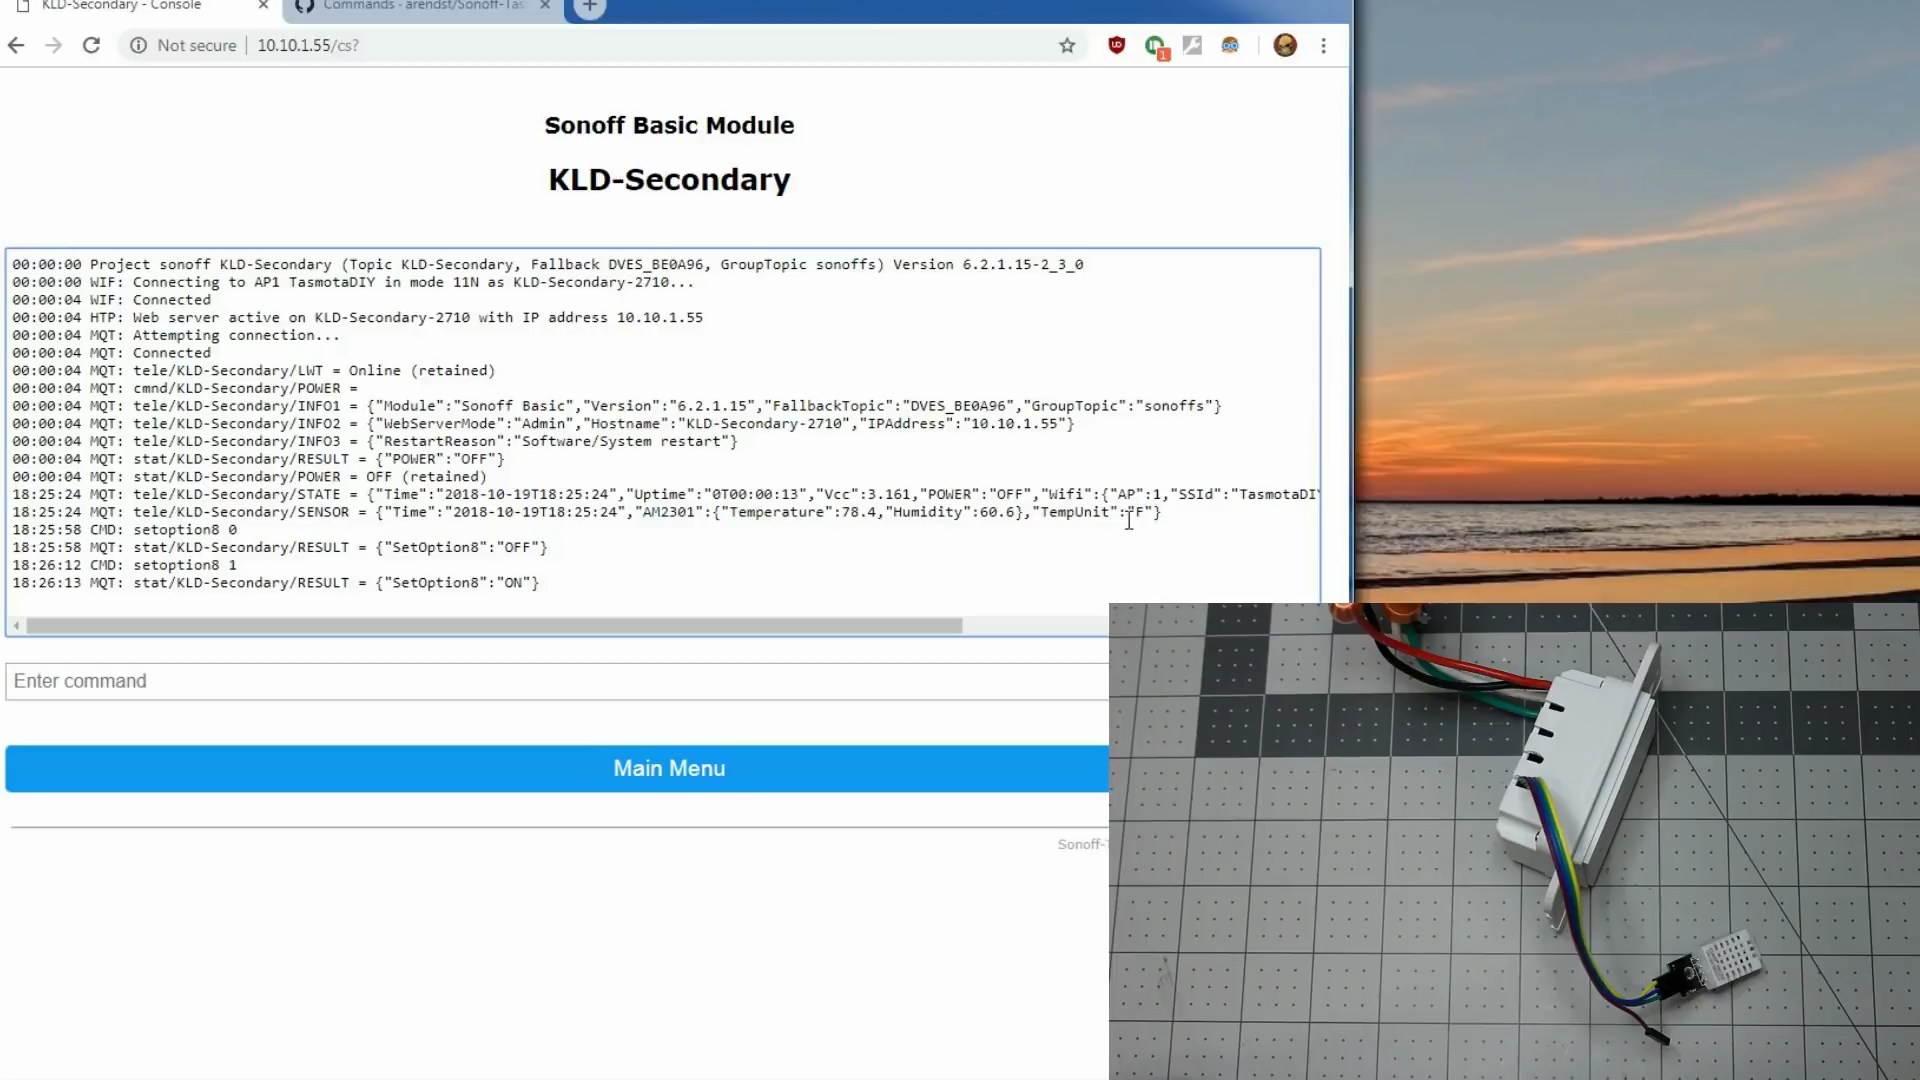 KLD-Secondary - Console
Commands · arendst/Sonoff-Tas
Not secure
10.10.1.55/cs?
1
Sonoff Basic Module
KLD-Secondary
00:00:00 Project sonoff KLD-Secondary (Topic KLD-Secondary, Fallback DVES_BE0A96, GroupTopic sonoffs) Version 6.2.1.15-2_3_0
00:00:00 WIF: Connecting to AP1 TasmotaDIY in mode 11N as KLD-Secondary-2710...
00:00:04 WIF: Connected
00:00:04 HTP: Web server active on KLD-Secondary-2710 with IP address 10.10.1.55
00:00:04 MQT: Attempting connection...
00:00:04 MQT: Connected
00:00:04 MQT: tele/KLD-Secondary/LWT = Online (retained)
00:00:04 MQT: cmnd/KLD-Secondary/POWER =
00:00:04 MQT: tele/KLD-Secondary/INFO1 = {"Module":"Sonoff Basic","Version":"6.2.1.15","FallbackTopic":"DVES_BE0A96","GroupTopic":"sonoffs"}
00:00:04 MQT: tele/KLD-Secondary/INFO2 = {"WebServerMode":"Admin","Hostname":"KLD-Secondary-2710","IPAddress":"10.10.1.55"}
00:00:04 MQT: tele/KLD-Secondary/INFO3 = {"RestartReason":"Software/System restart"}
00:00:04 MQT: stat/KLD-Secondary/RESULT = {"POWER":"OFF"}
00:00:04 MQT: stat/KLD-Secondary/POWER = OFF (retained)
18:25:24 MQT: tele/KLD-Secondary/STATE = {"Time":"2018-10-19T18:25:24","Uptime":"0T00:00:13","Vcc":3.161,"POWER":"OFF","Wifi":{"AP":1,"SSId":"TasmotaDIY
18:25:24 MQT: tele/KLD-Secondary/SENSOR = {"Time":"2018-10-19T18:25:24","AM2301":{"Temperature":78.4,"Humidity":60.6},"TempUnit":"F"}
18:25:58 CMD: setoption8 0
18:25:58 MQT: stat/KLD-Secondary/RESULT = {"SetOption8":"OFF"}
18:26:12 CMD: setoption8 1
18:26:13 MQT: stat/KLD-Secondary/RESULT = {"SetOption8":"ON"}
Enter command
Main Menu
Sonoff-